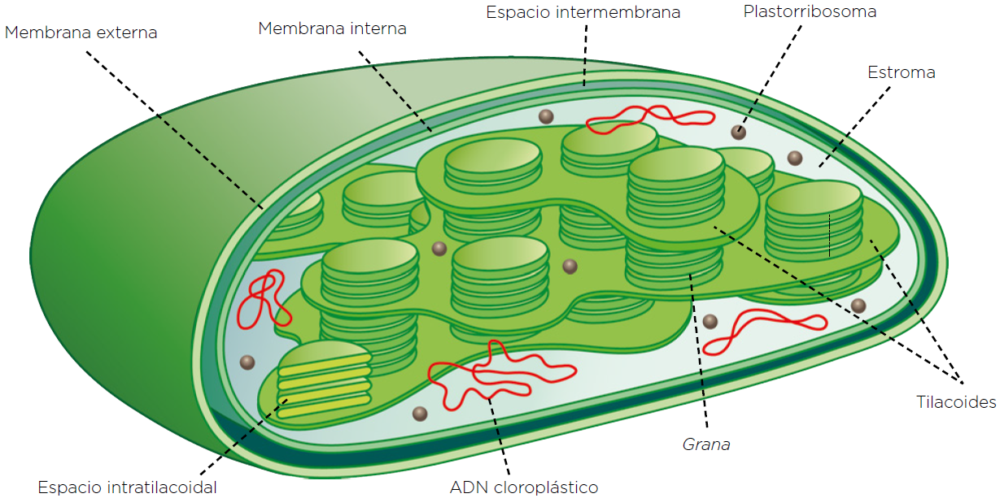 Espacio intermembrana
Plastorribosoma
Membrana externa
Membrana interna
Estroma
Tilacoides
Grana
Espacio intratilacoidal
ADN cloroplástico